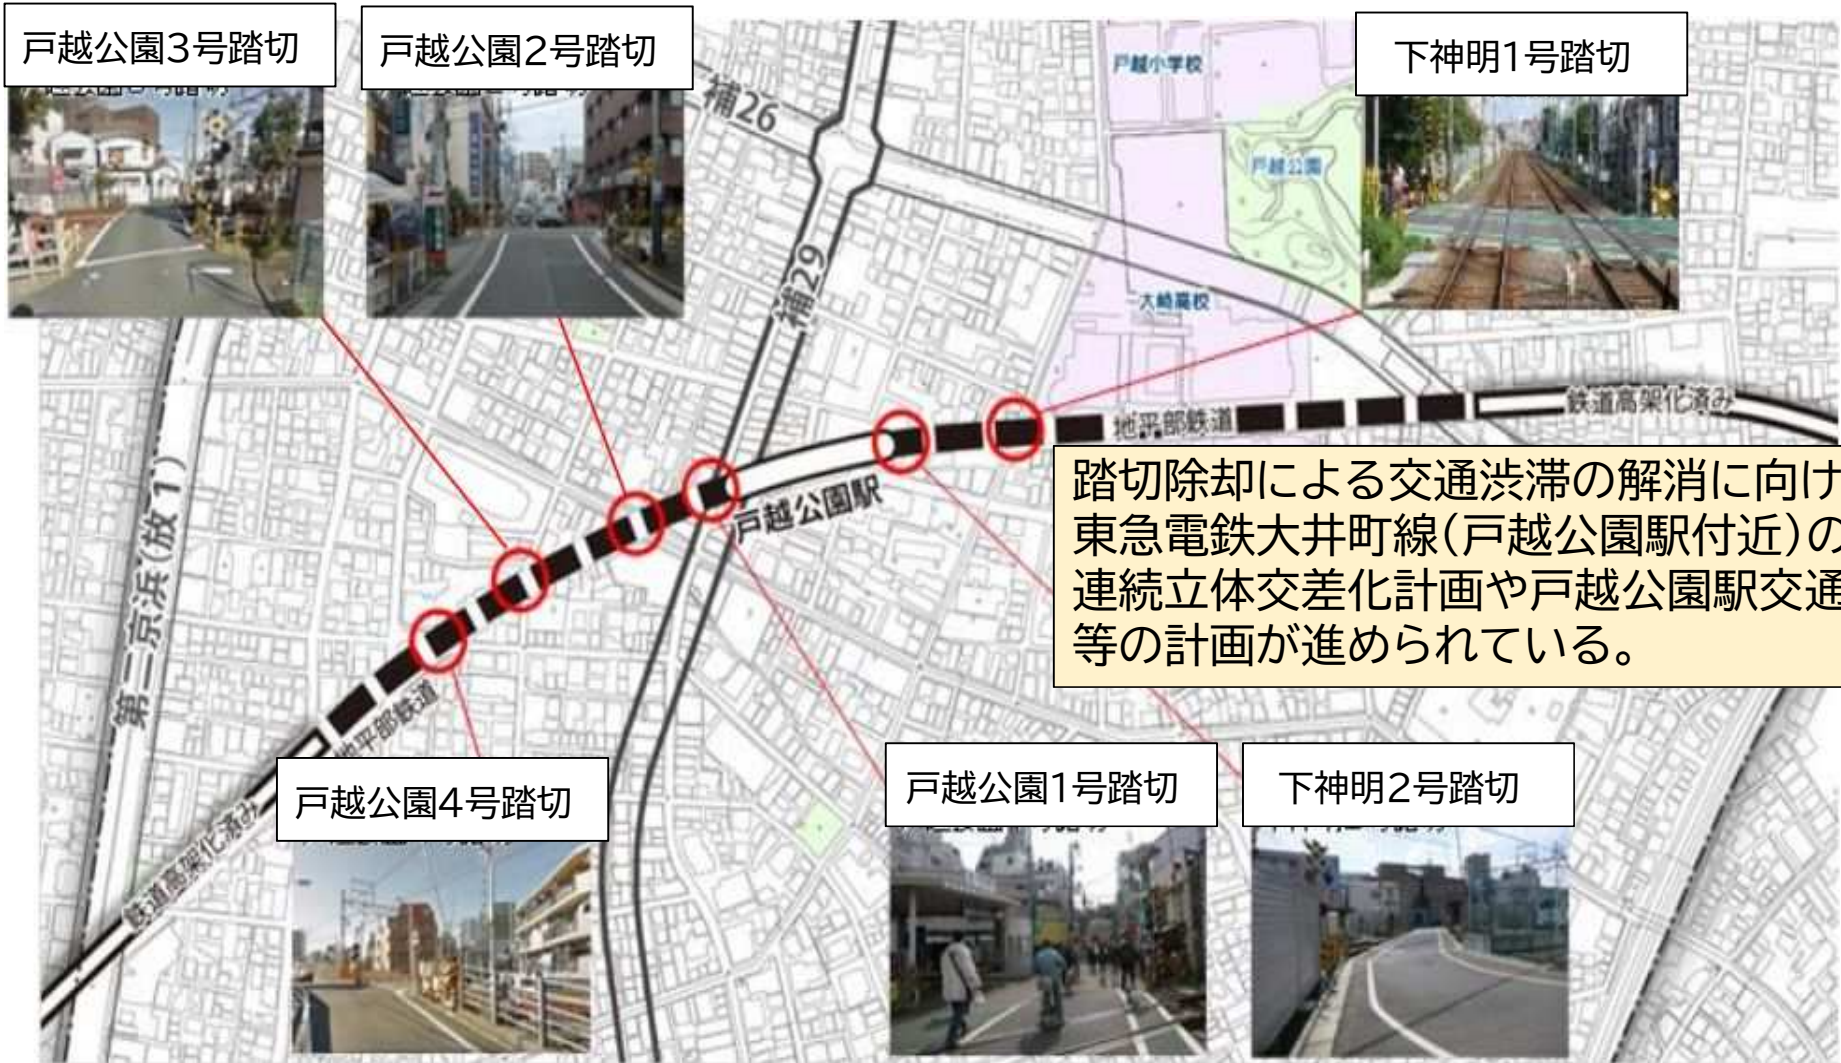 戸越公園3号踏切
戸越公園2号踏切
下神明1号踏切
補26
戸越小学校
戸越公園
補29
大崎高校
地平部鉄道
鉄道高架化済み
戸越公園駅
踏切除却による交通渋滞の解消に向け
東急電鉄大井町線(戸越公園駅付近)の
連続立体交差化計画や戸越公園駅交通
等の計画が進められている。
第二京浜(放1)
地平部鉄道
鉄道高架化済み
戸越公園4号踏切
戸越公園1号踏切
下神明2号踏切